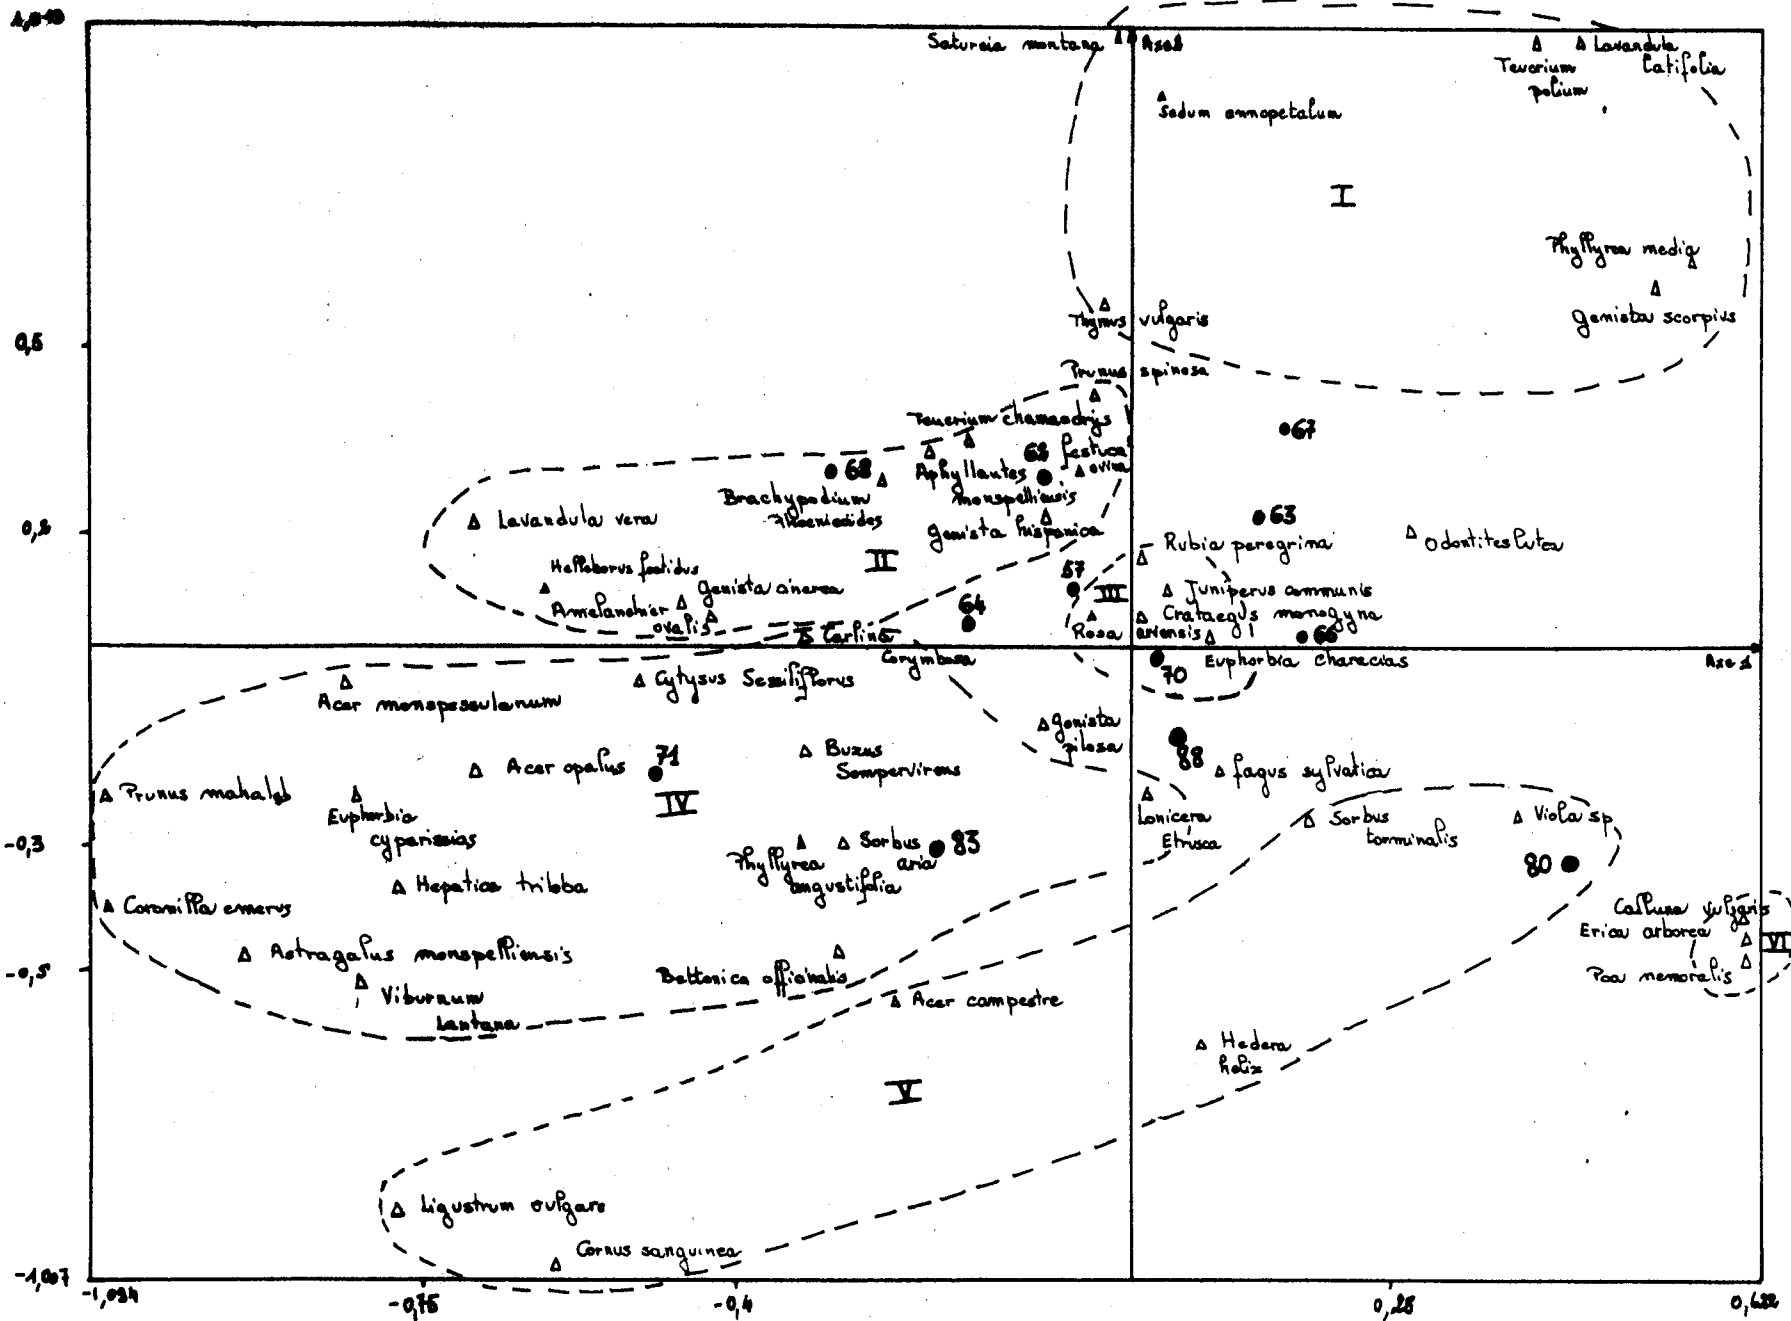 Satureia montana
Axe 2
Lavandula
latifolia
Teucrium
polium
Sedum annopetalum
I
Phyllyrea media
Genista scorpius
Thymus vulgaris
0,5
Prunus spinosa
Teucrium chamaedrys
67
68
Aphyllantes
monspelliensis
festuca
ovina
Brachypodium
Phoenicoides
Lavandula vera
0,2
Genista hispanica
63
Odontites lutea
Rubia peregrina
II
Helleborus foetidus
Genista cinerea
57
III
Juniperus communis
Amelanchier
ovalis
64
Crataegus monogyna
Rosa arvensis
66
Carlina
Corymbosa
Euphorbia characias
Axe 1
70
Acer monspessulanum
Cytysus Sessiliflorus
Genista
pilosa
88
Acer opalus
71
Buxus
Sempervirens
fagus sylvatica
Prunus mahaleb
IV
Euphorbia
cyparissias
Lonicera
Etrusca
Sorbus
torminalis
Viola sp
-0,3
Phyllyrea
angustifolia
Sorbus
aria
83
80
Hepatica triloba
Coronilla emerus
Calluna vulgaris
Erica arborea
VI
Astragalus monspelliensis
-0,5
Bettonica officinalis
Poa nemoralis
Viburnum
lantana
Acer campestre
Hedera
helix
V
Ligustrum vulgare
Cornus sanguinea
-1,007
-1,034
-0,75
-0,4
0,28